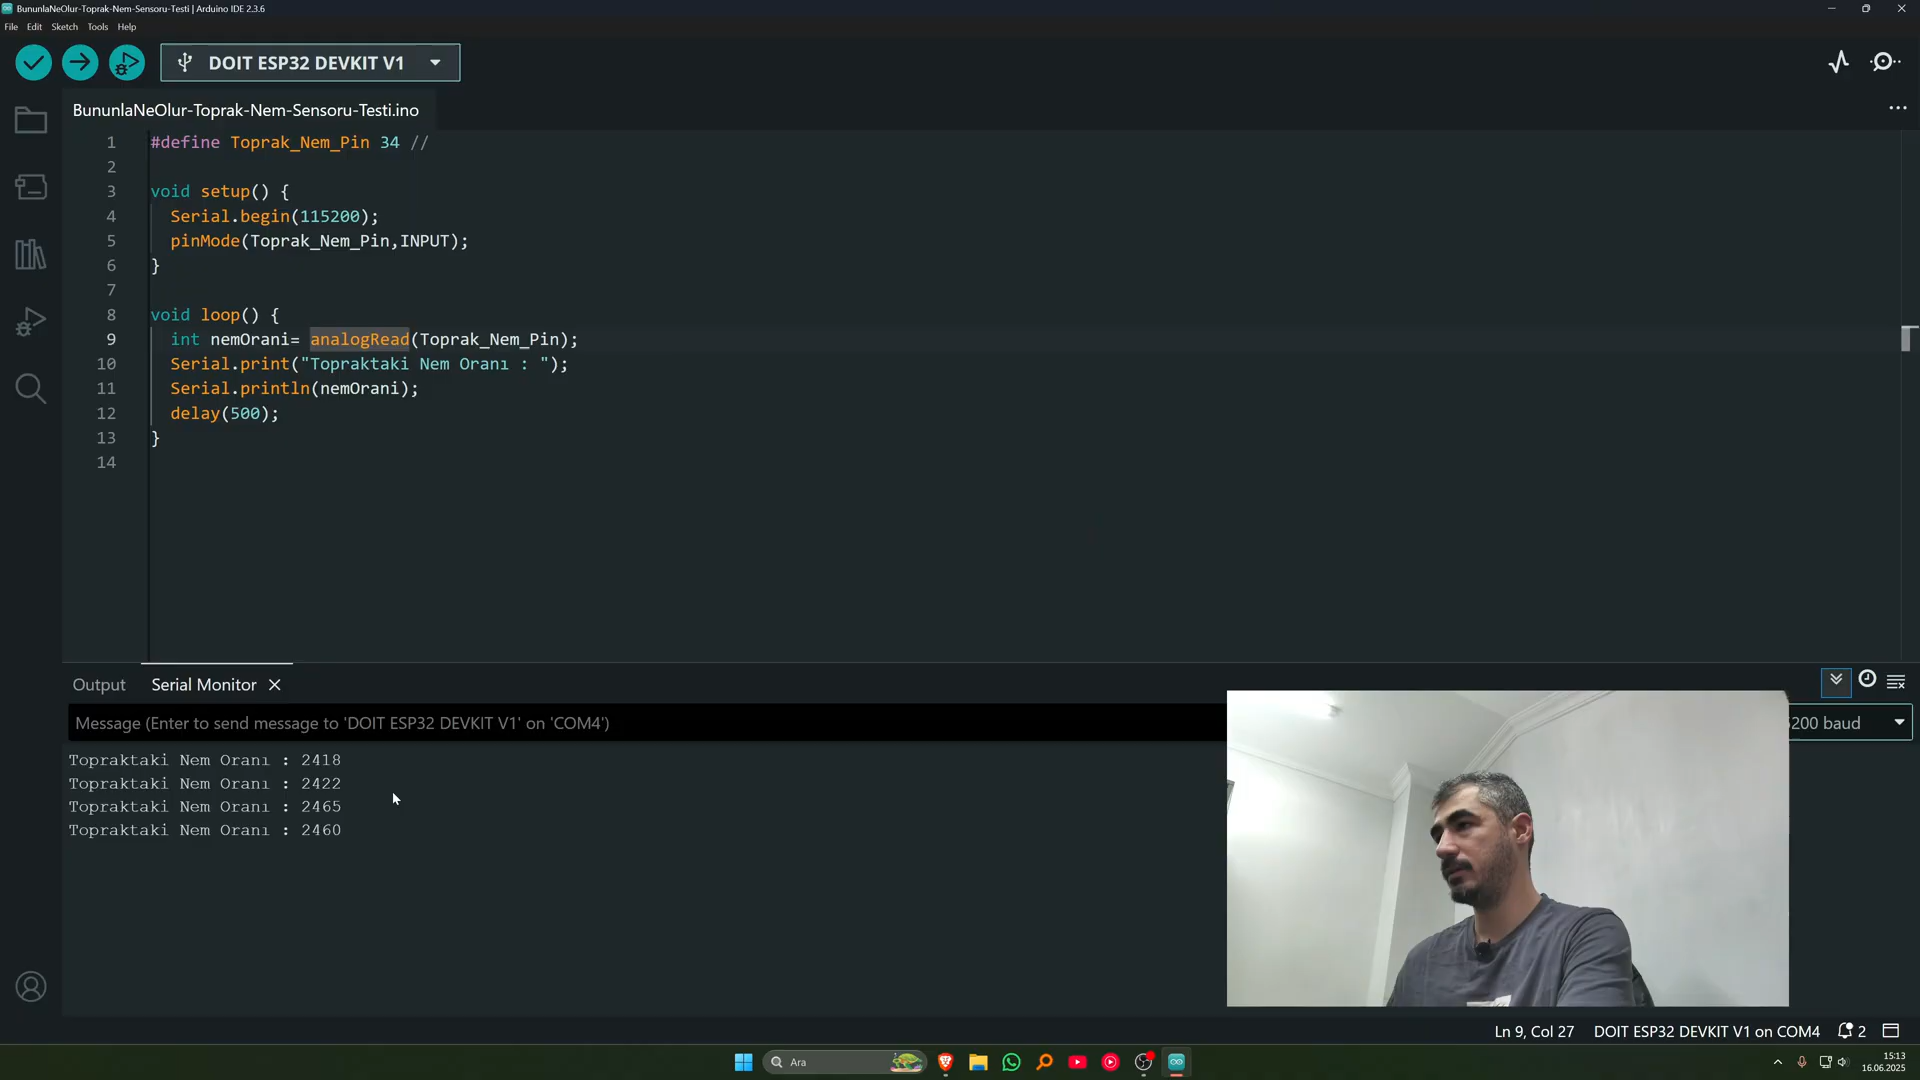 BununlaNeOlur-Toprak-Nem-Sensoru-Testi | Arduino IDE 2.3.6
File Edit Sketch Tools Help
DOIT ESP32 DEVKIT V1
BununlaNeOlur-Toprak-Nem-Sensoru-Testi.ino
1 #define Toprak_Nem_Pin 34 //
2
3 void setup() {
4 Serial.begin(115200);
5 pinMode(Toprak_Nem_Pin,INPUT);
6 }
7
8 void loop() {
9 int nemOrani= analogRead(Toprak_Nem_Pin);
10 Serial.print("Topraktaki Nem Oranı : ");
11 Serial.println(nemOrani);
12 delay(500);
13 }
14
Output Serial Monitor
Message (Enter to send message to 'DOIT ESP32 DEVKIT V1' on 'COM4')
200 baud
Topraktaki Nem Oranı : 2418
Topraktaki Nem Oranı : 2422
Topraktaki Nem Oranı : 2465
Topraktaki Nem Oranı : 2460
Ln 9, Col 27 DOIT ESP32 DEVKIT V1 on COM4 2
Ara
15:13
16.06.2025